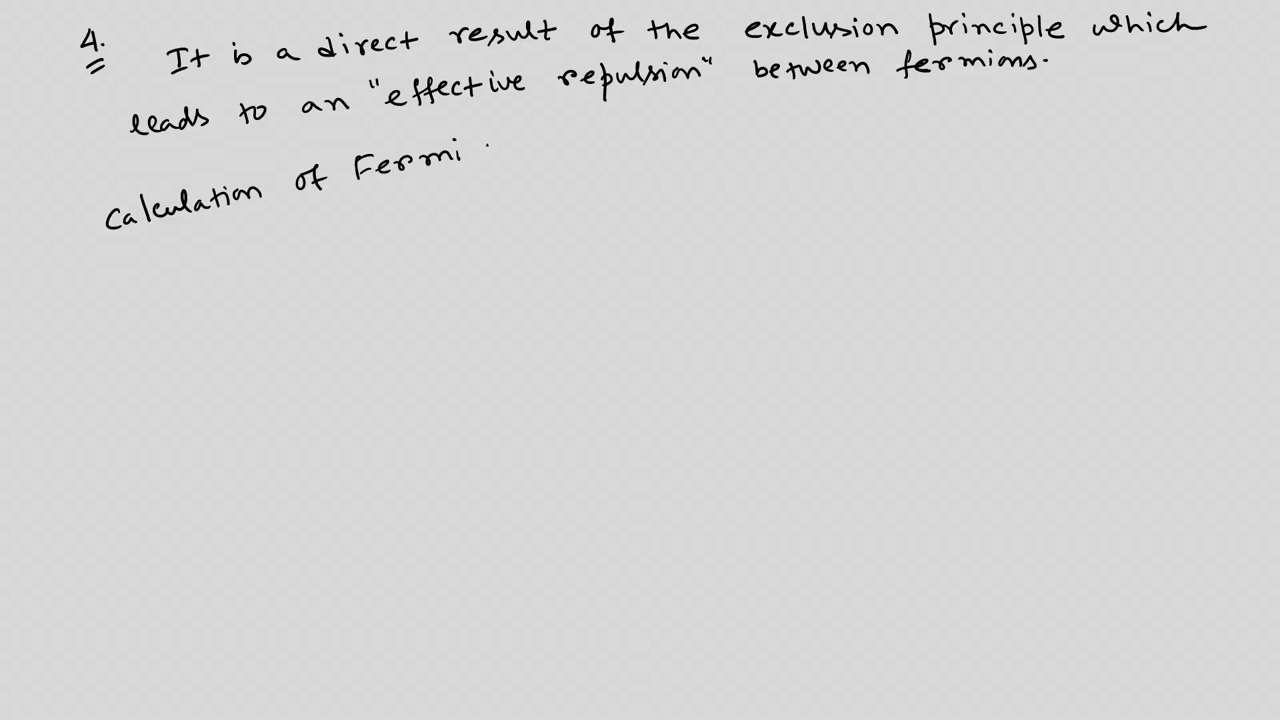 4. It is a direct result of the exclusion principle which
leads to an "effective repulsion" between fermions.
Calculation of Fermi